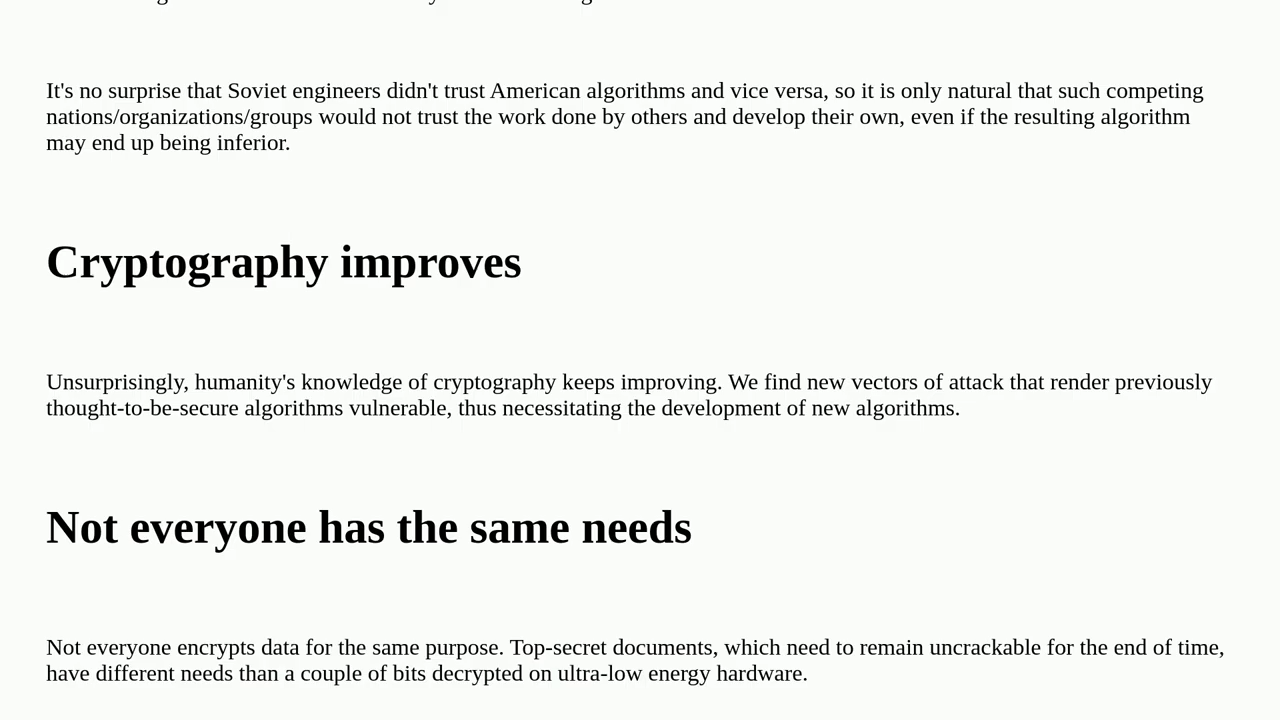 It's no surprise that Soviet engineers didn't trust American algorithms and vice versa, so it is only natural that such competing
nations/organizations/groups would not trust the work done by others and develop their own, even if the resulting algorithm
may end up being inferior.
Cryptography improves
Unsurprisingly, humanity's knowledge of cryptography keeps improving. We find new vectors of attack that render previously
thought-to-be-secure algorithms vulnerable, thus necessitating the development of new algorithms.
Not everyone has the same needs
Not everyone encrypts data for the same purpose. Top-secret documents, which need to remain uncrackable for the end of time,
have different needs than a couple of bits decrypted on ultra-low energy hardware.